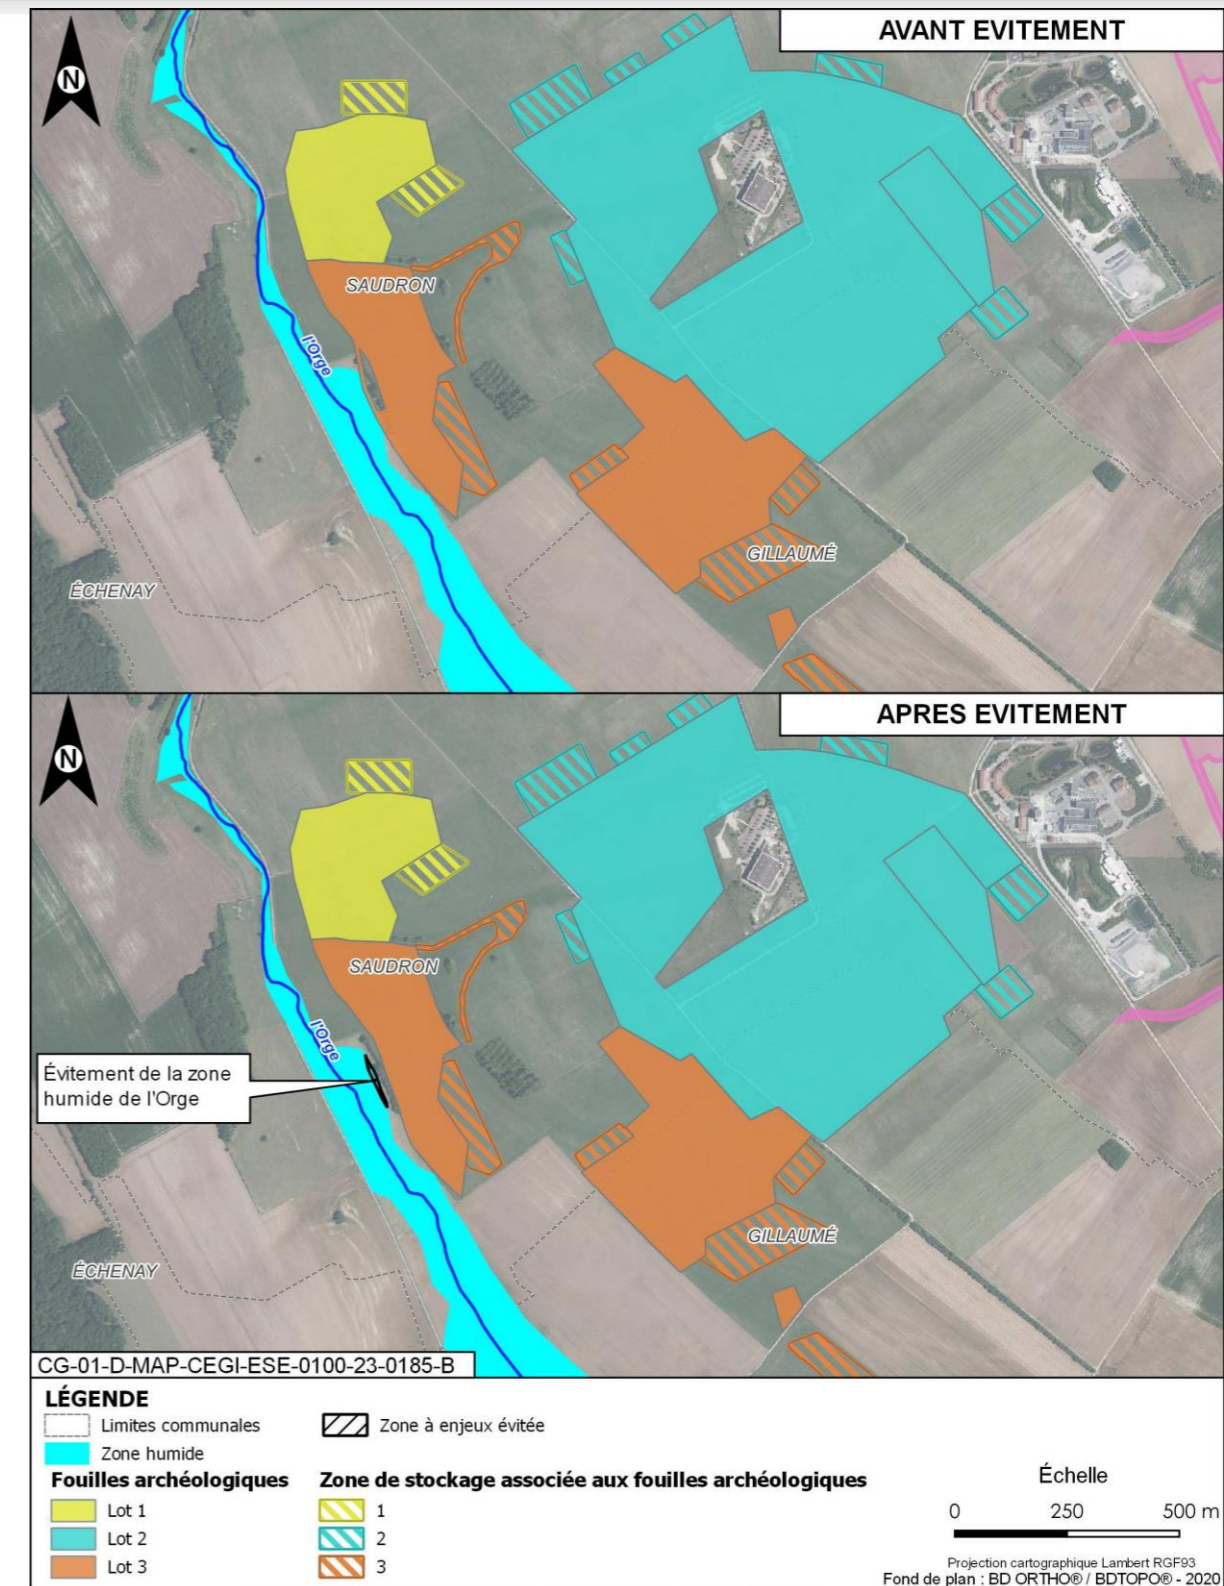 AVANT EVITEMENT
N
SAUDRON
l'Orge
GILLAUMÉ
ÉCHENAY
APRES EVITEMENT
N
SAUDRON
l'Orge
Évitement de la zone
humide de l'Orge
GILLAUMÉ
ÉCHENAY
CG-01-D-MAP-CEGI-ESE-0100-23-0185-B
LÉGENDE
Limites communales
Zone à enjeux évitée
Zone humide
Fouilles archéologiques
Zone de stockage associée aux fouilles archéologiques
Lot 1
1
Lot 2
2
Lot 3
3
Échelle
0 250 500 m
Projection cartographique Lambert RGF93
Fond de plan : BD ORTHO® / BDTOPO® - 2020